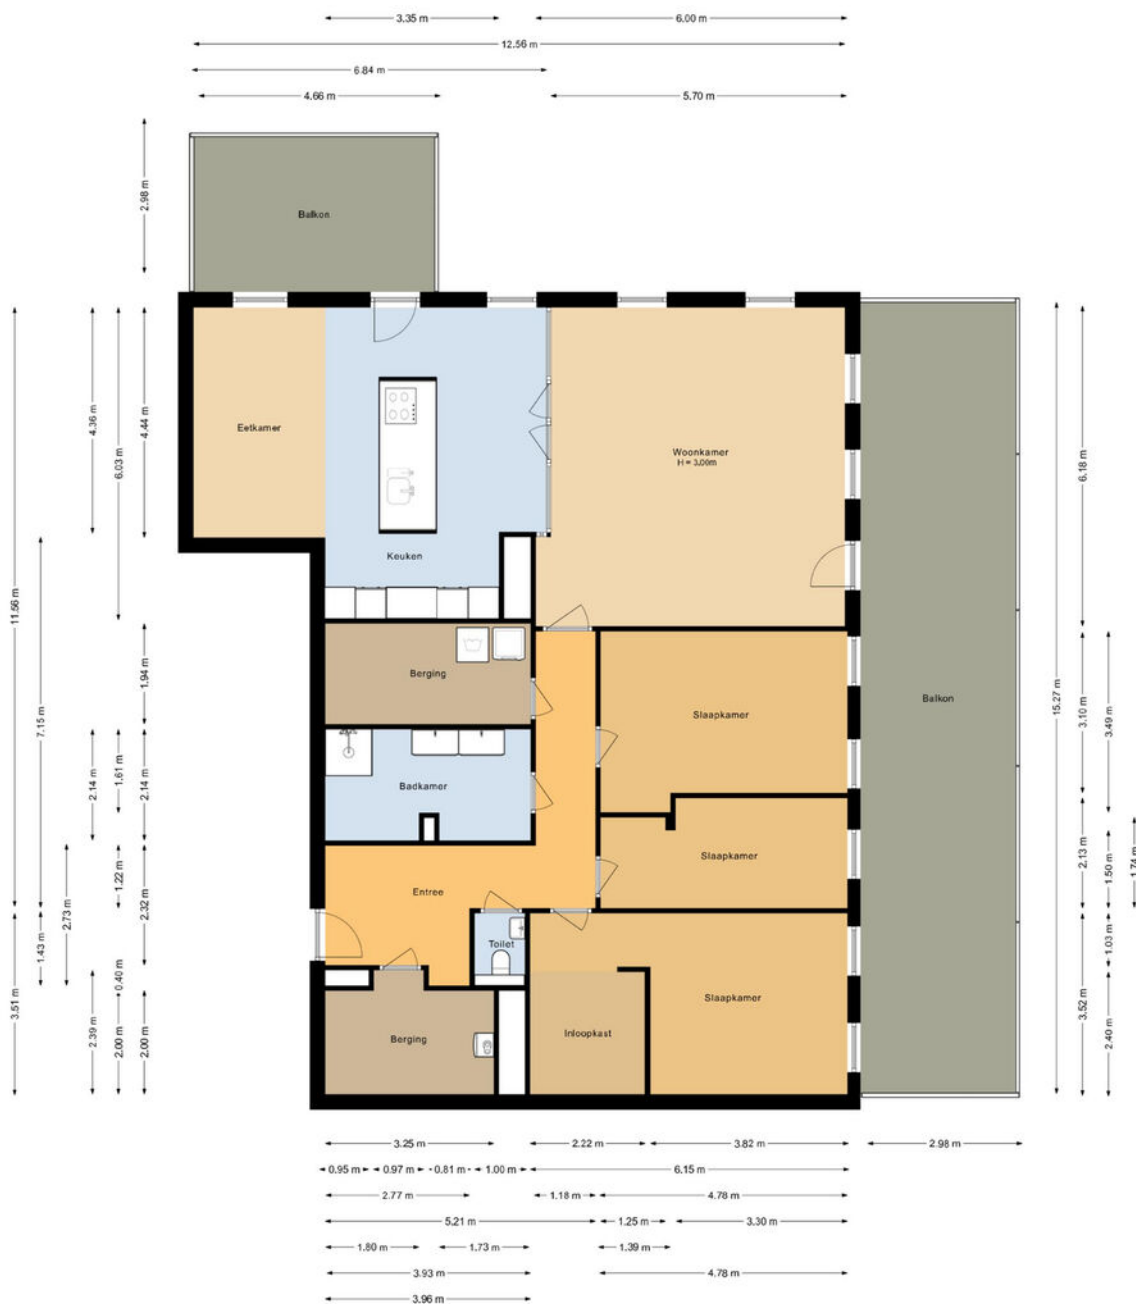 3.35 m
6.00 m
12.56 m
6.84 m
4.66 m
5.70 m
2.98 m
Balkon
11.56 m
7.15 m
3.51 m
1.43 m
2.73 m
4.36 m
2.14 m
2.39 m
6.03 m
1.61 m
1.22 m
0.40 m
2.00 m
4.44 m
1.94 m
2.14 m
2.32 m
2.00 m
Eetkamer
Keuken
Woonkamer
H = 3.00m
Berging
Slaapkamer
Balkon
Badkamer
Slaapkamer
Entree
Toilet
Slaapkamer
Inloopkast
Berging
15.27 m
6.18 m
3.10 m
2.13 m
3.52 m
3.49 m
1.50 m
1.03 m
2.40 m
1.74 m
3.25 m
2.22 m
3.82 m
2.98 m
0.95 m
0.97 m
0.81 m
1.00 m
6.15 m
2.77 m
1.18 m
4.78 m
5.21 m
1.25 m
3.30 m
1.80 m
1.73 m
1.39 m
4.78 m
3.93 m
3.96 m